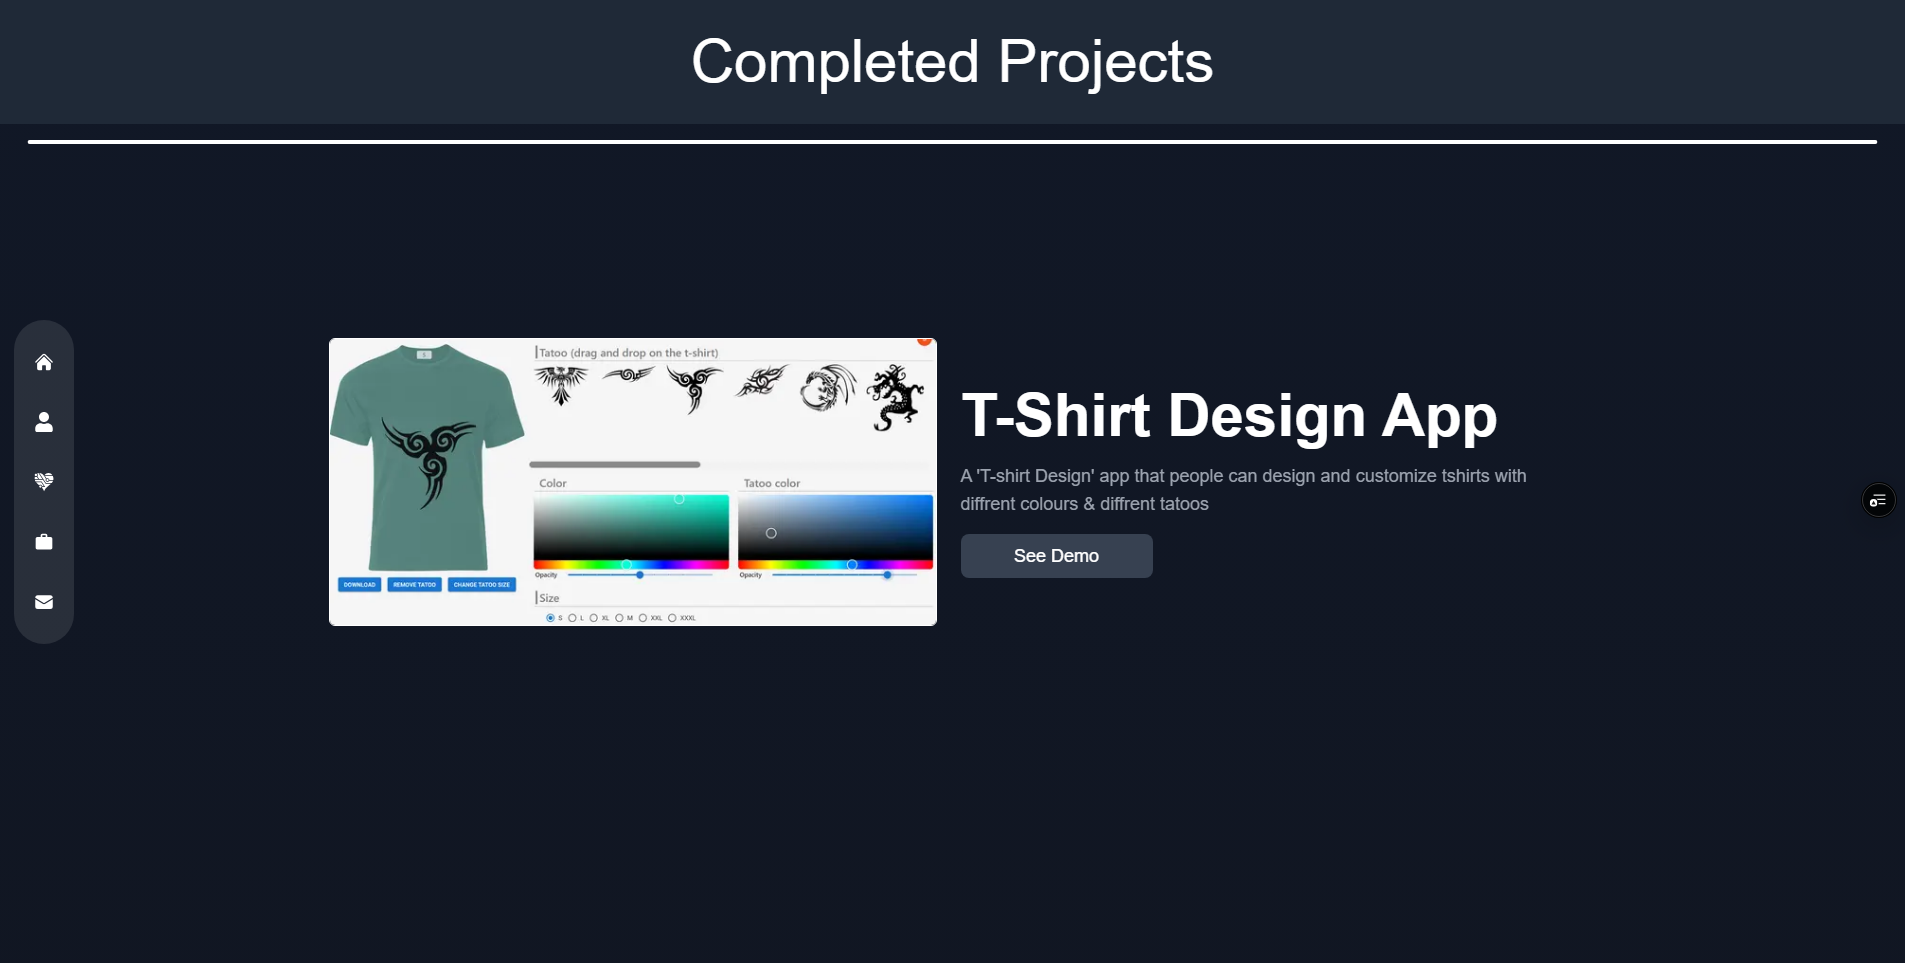 Completed Projects
Tatoo (drag and drop on the t-shirt)
Color
Tatoo color
Opacity
Opacity
DOWNLOAD REMOVE TATOO CHANGE TATOO SIZE
Size
S L XL M XXL XXXL
T-Shirt Design App
A 'T-shirt Design' app that people can design and customize tshirts with
diffrent colours & diffrent tatoos
See Demo